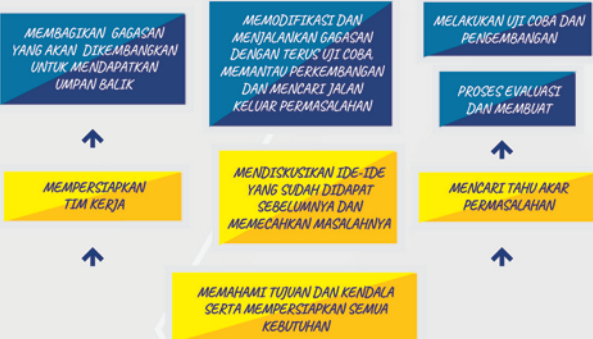 MEMBAGIKAN GAGASAN
YANG AKAN DIKEMBANGKAN
UNTUK MENDAPATKAN
UMPAN BALIK
MEMODIFIKASI DAN
MENJALANKAN GAGASAN
DENGAN TERUS UJI COBA,
MEMANTAU PERKEMBANGAN
DAN MENCARI JALAN
KELUAR PERMASALAHAN
MELAKUKAN UJI COBA DAN
PENGEMBANGAN
PROSES EVALUASI
DAN MEMBUAT
MEMPERSIAPKAN
TIM KERJA
MENDISKUSIKAN IDE-IDE
YANG SUDAH DIDAPAT
SEBELUMNYA DAN
MEMECAHKAN MASALAHNYA
MENCARI TAHU AKAR
PERMASALAHAN
MEMAHAMI TUJUAN DAN KENDALA
SERTA MEMPERSIAPKAN SEMUA
KEBUTUHAN